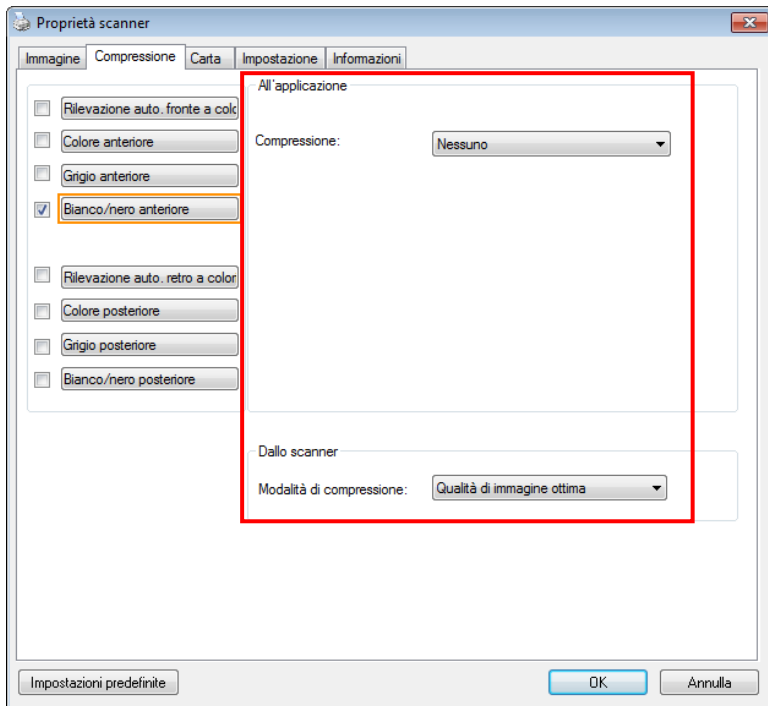 Proprietà scanner
Immagine Compressione Carta Impostazione Informazioni
Rilevazione auto. fronte a colo
Colore anteriore
Grigio anteriore
Bianco/nero anteriore
Rilevazione auto. retro a color
Colore posteriore
Grigio posteriore
Bianco/nero posteriore
All'applicazione
Compressione: Nessuno
Dallo scanner
Modalità di compressione: Qualità di immagine ottima
Impostazioni predefinite OK Annulla